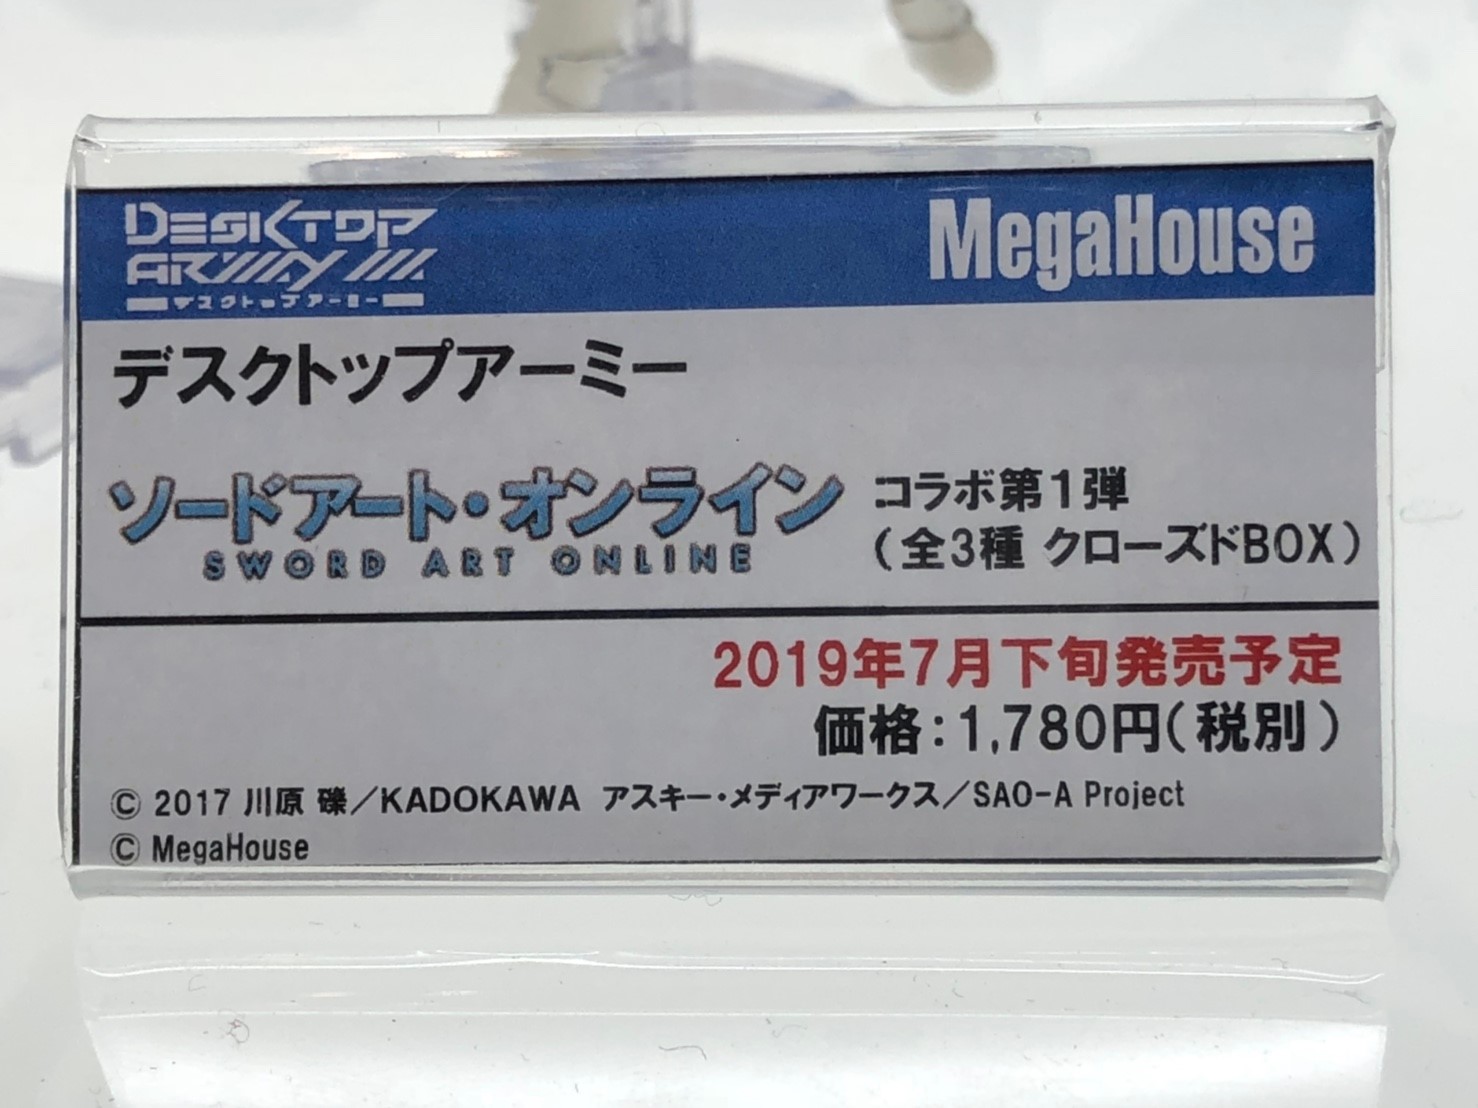 DESKTOP
ARMY
デスクトップアーミー
MegaHouse
デスクトップアーミー
ソードアート・オンライン
SWORD ART ONLINE
コラボ第1弾
(全3種 クローズドBOX)
2019年7月下旬発売予定
価格:1,780円(税別)
© 2017 川原 礫/KADOKAWA アスキー・メディアワークス/SAO-A Project
© MegaHouse